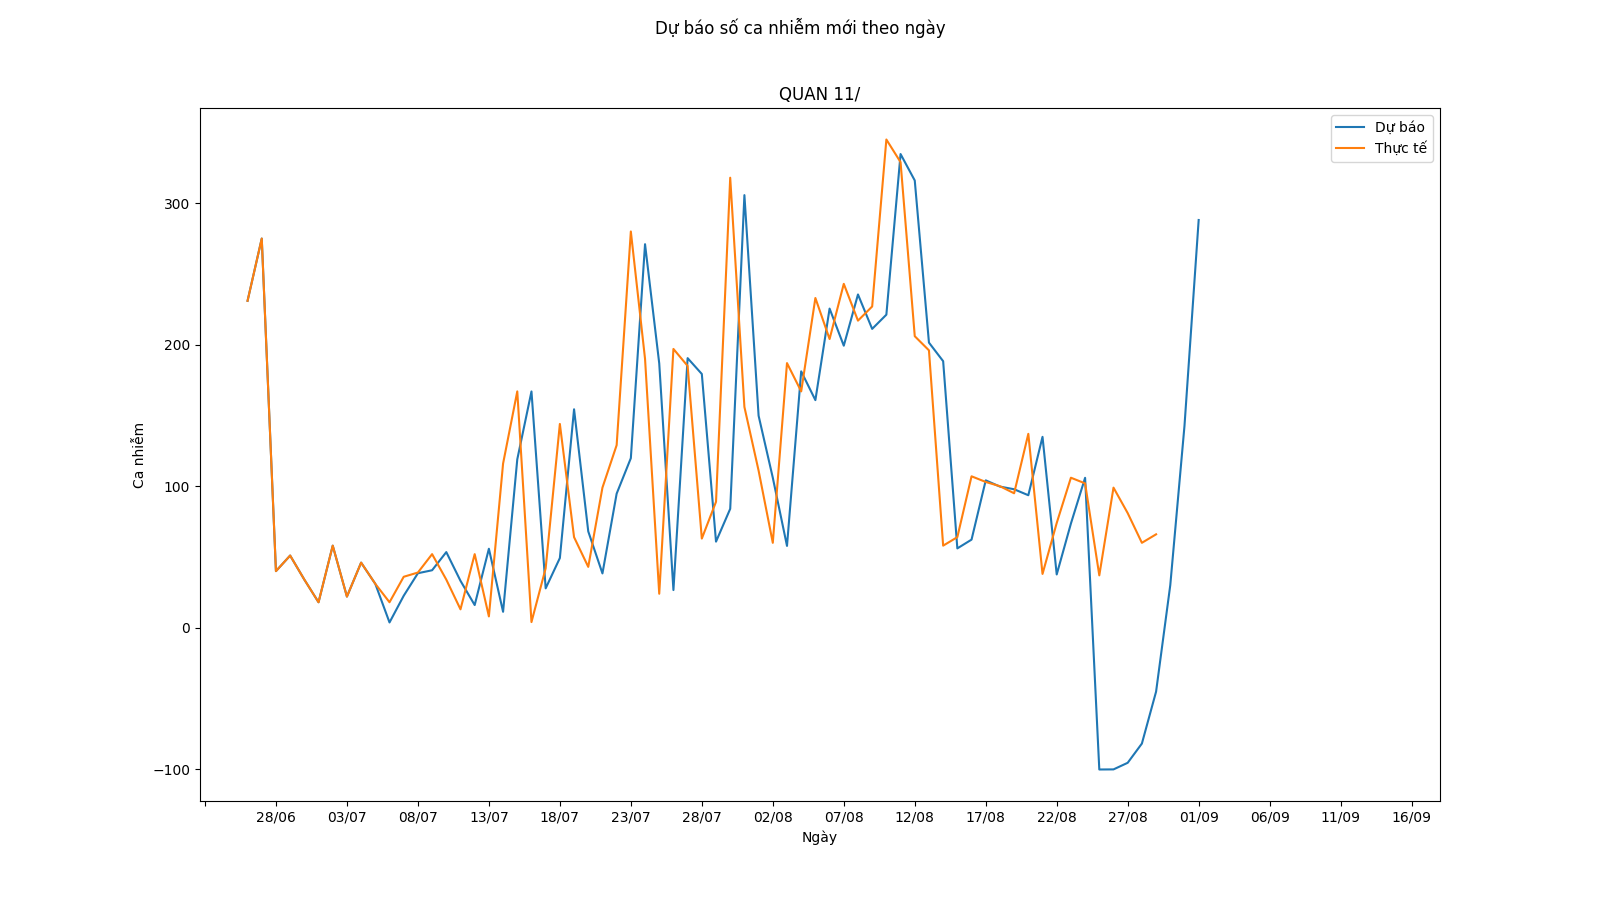 Dự báo số ca nhiễm mới theo ngày
QUAN 11/
Dự báo
Thực tế
Ca nhiễm
300
200
100
0
−100
28/06 03/07 08/07 13/07 18/07 23/07 28/07 02/08 07/08 12/08 17/08 22/08 27/08 01/09 06/09 11/09 16/09
Ngày